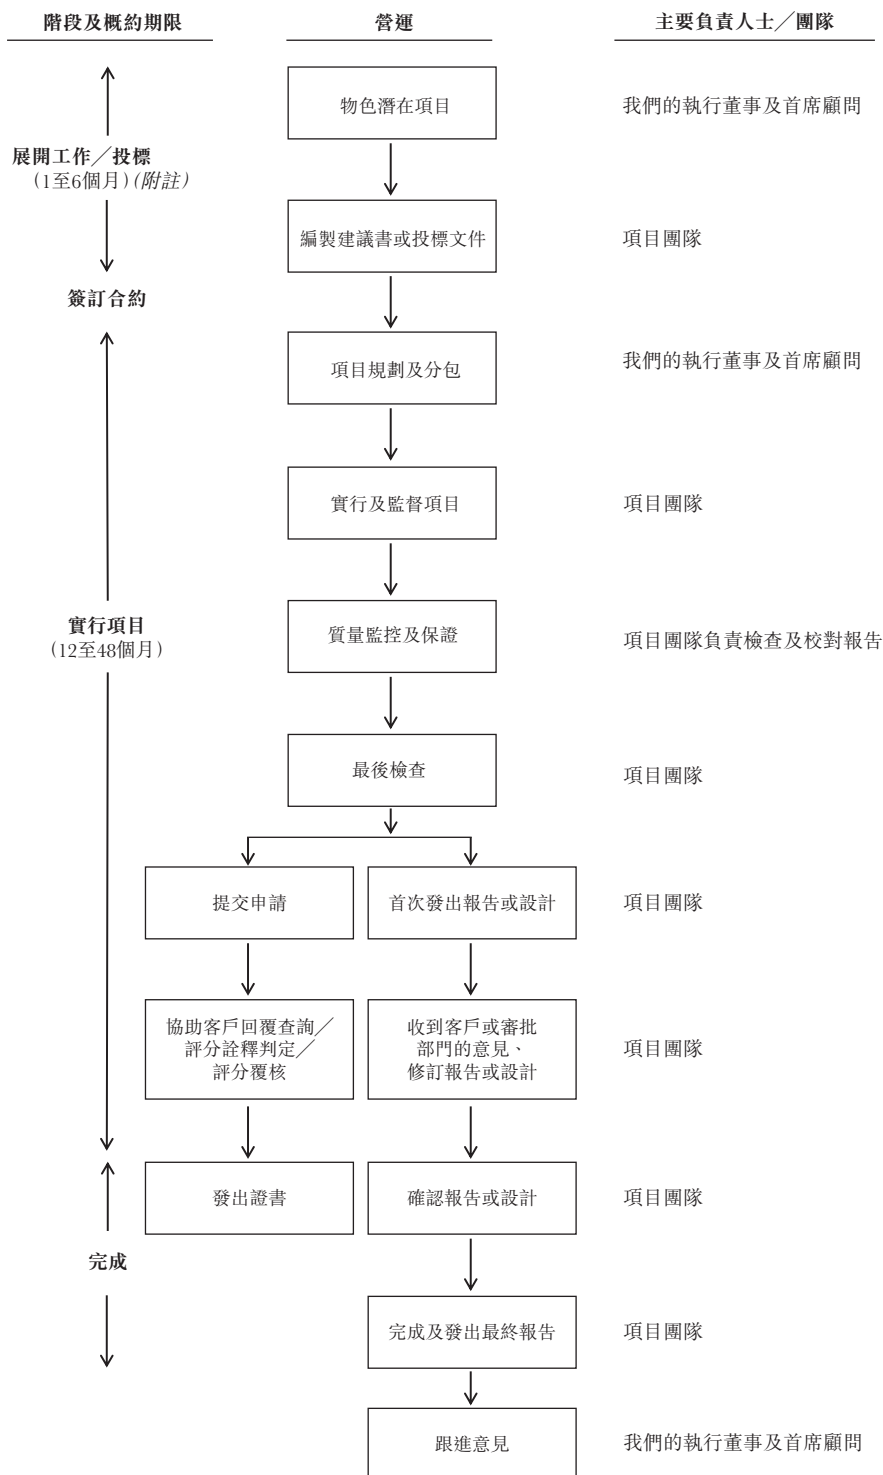 階段及概約期限
營運
主要負責人士／團隊
物色潛在項目
我們的執行董事及首席顧問
展開工作／投標
（1至6個月）(附註)
編製建議書或投標文件
項目團隊
簽訂合約
項目規劃及分包
我們的執行董事及首席顧問
實行及監督項目
項目團隊
實行項目
（12至48個月）
質量監控及保證
項目團隊負責檢查及校對報告
最後檢查
項目團隊
提交申請
首次發出報告或設計
項目團隊
協助客戶回覆查詢／
評分詮釋判定／
評分覆核
收到客戶或審批
部門的意見、
修訂報告或設計
項目團隊
發出證書
確認報告或設計
項目團隊
完成
完成及發出最終報告
項目團隊
跟進意見
我們的執行董事及首席顧問